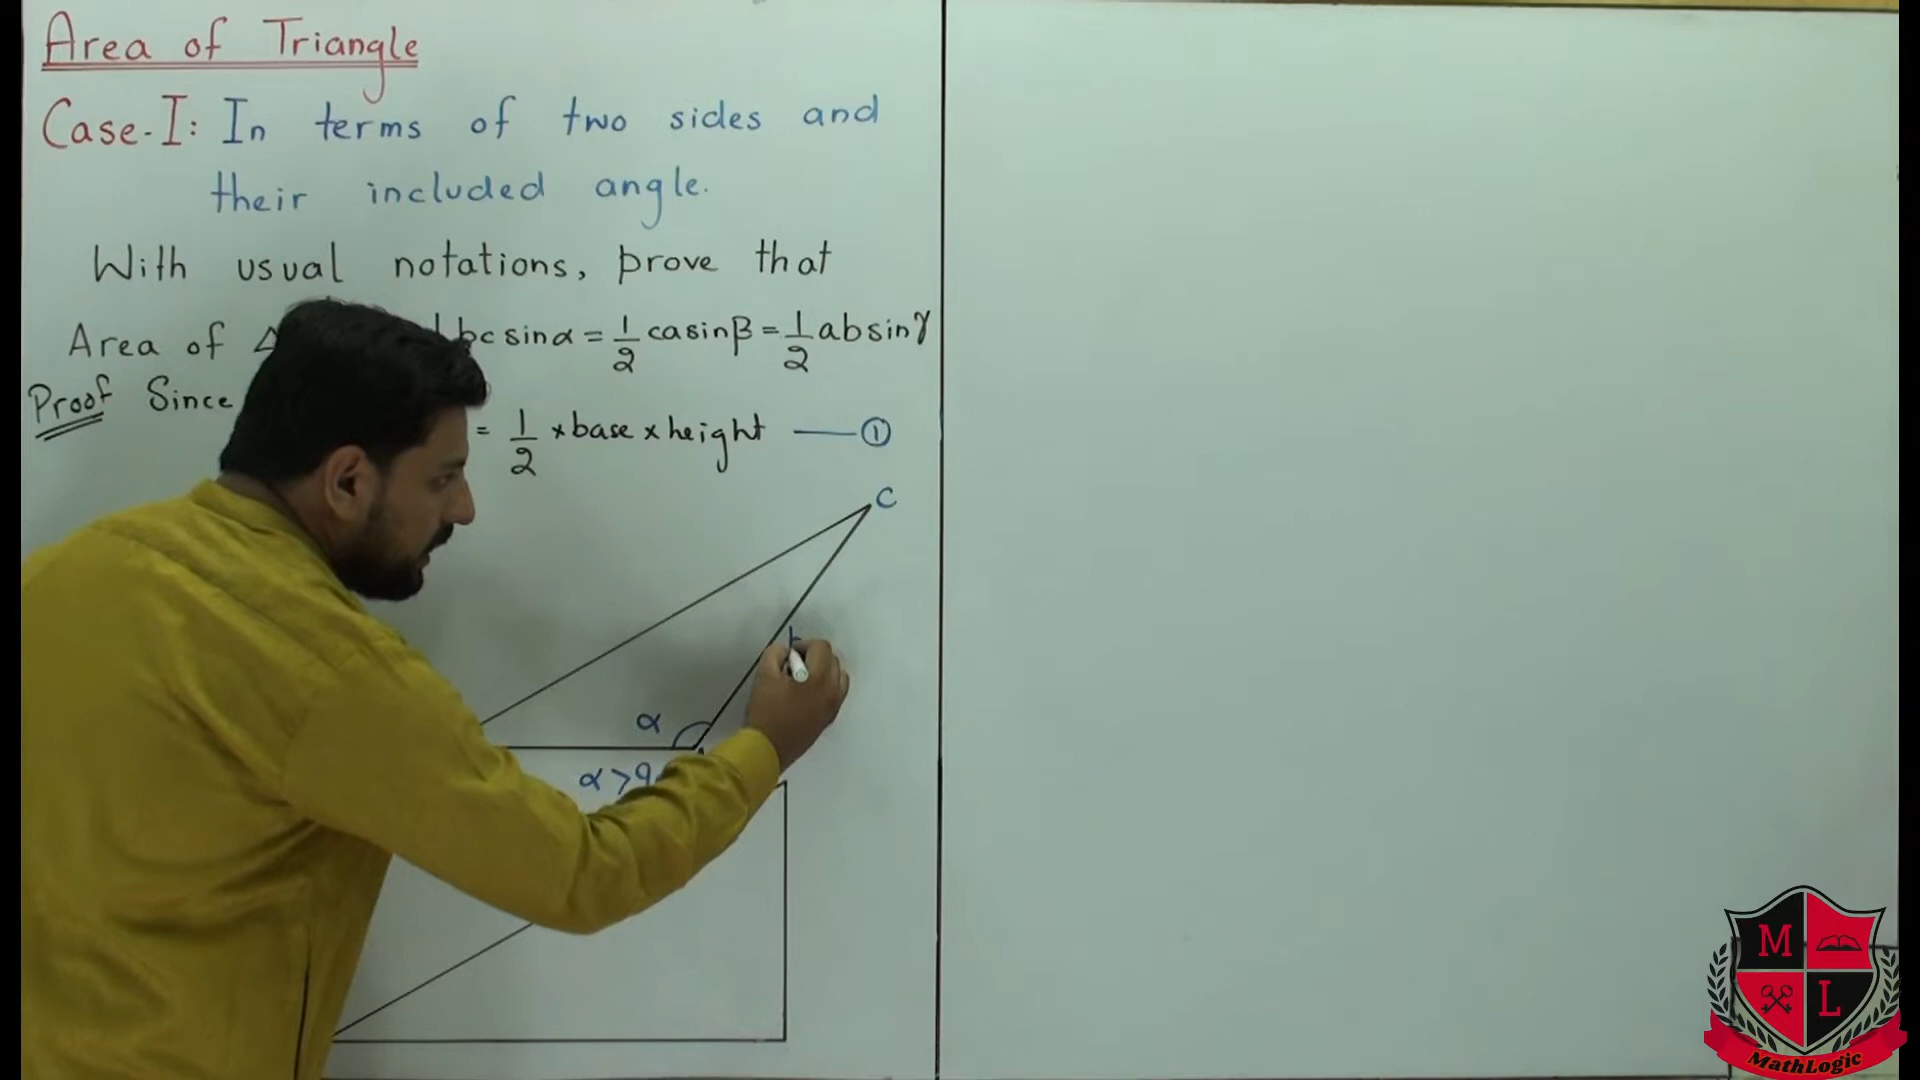 Area of Triangle
Case-I: In terms of two sides and
their included angle.
With usual notations, prove that
Area of Δ bc sinα = 1/2 ca sinβ = 1/2 ab sinγ
Proof Since
= 1/2 × base × height —— ①
C
α
α > 9
M
L
MathLogic